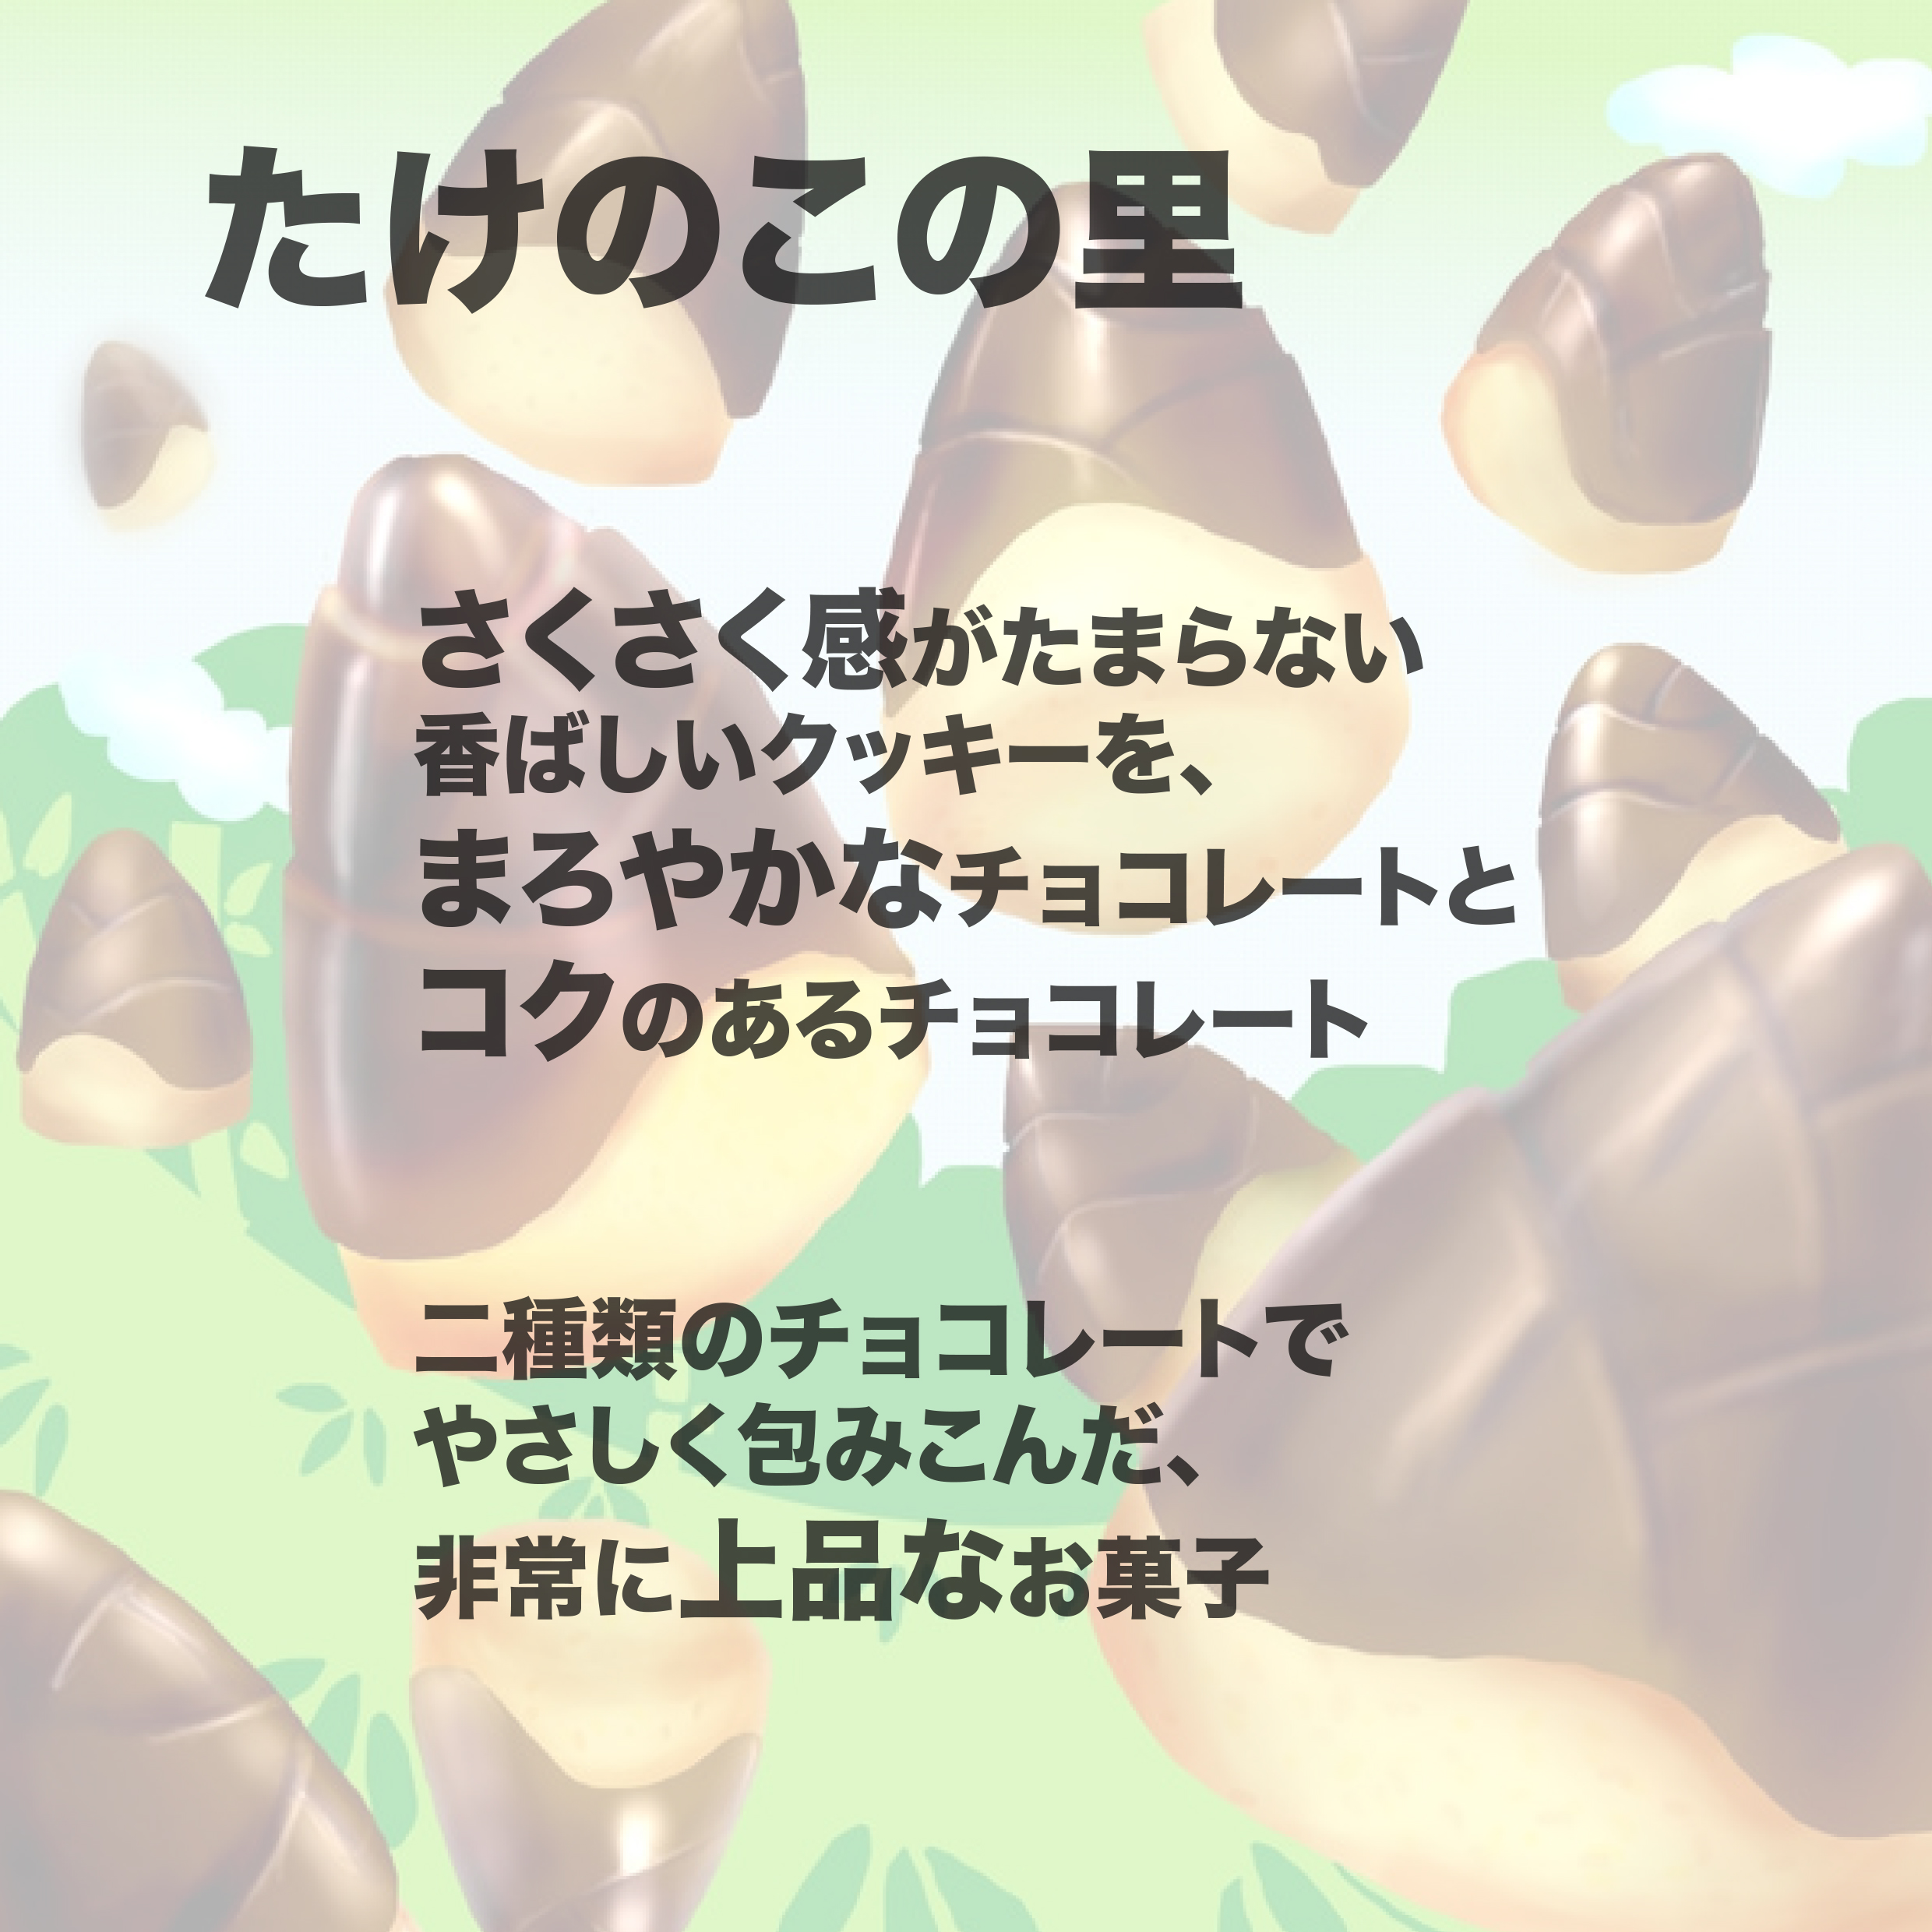 たけのこの里
さくさく感がたまらない
香ばしいクッキーを、
まろやかなチョコレートと
コクのあるチョコレート
二種類のチョコレートで
やさしく包みこんだ、
非常に上品なお菓子